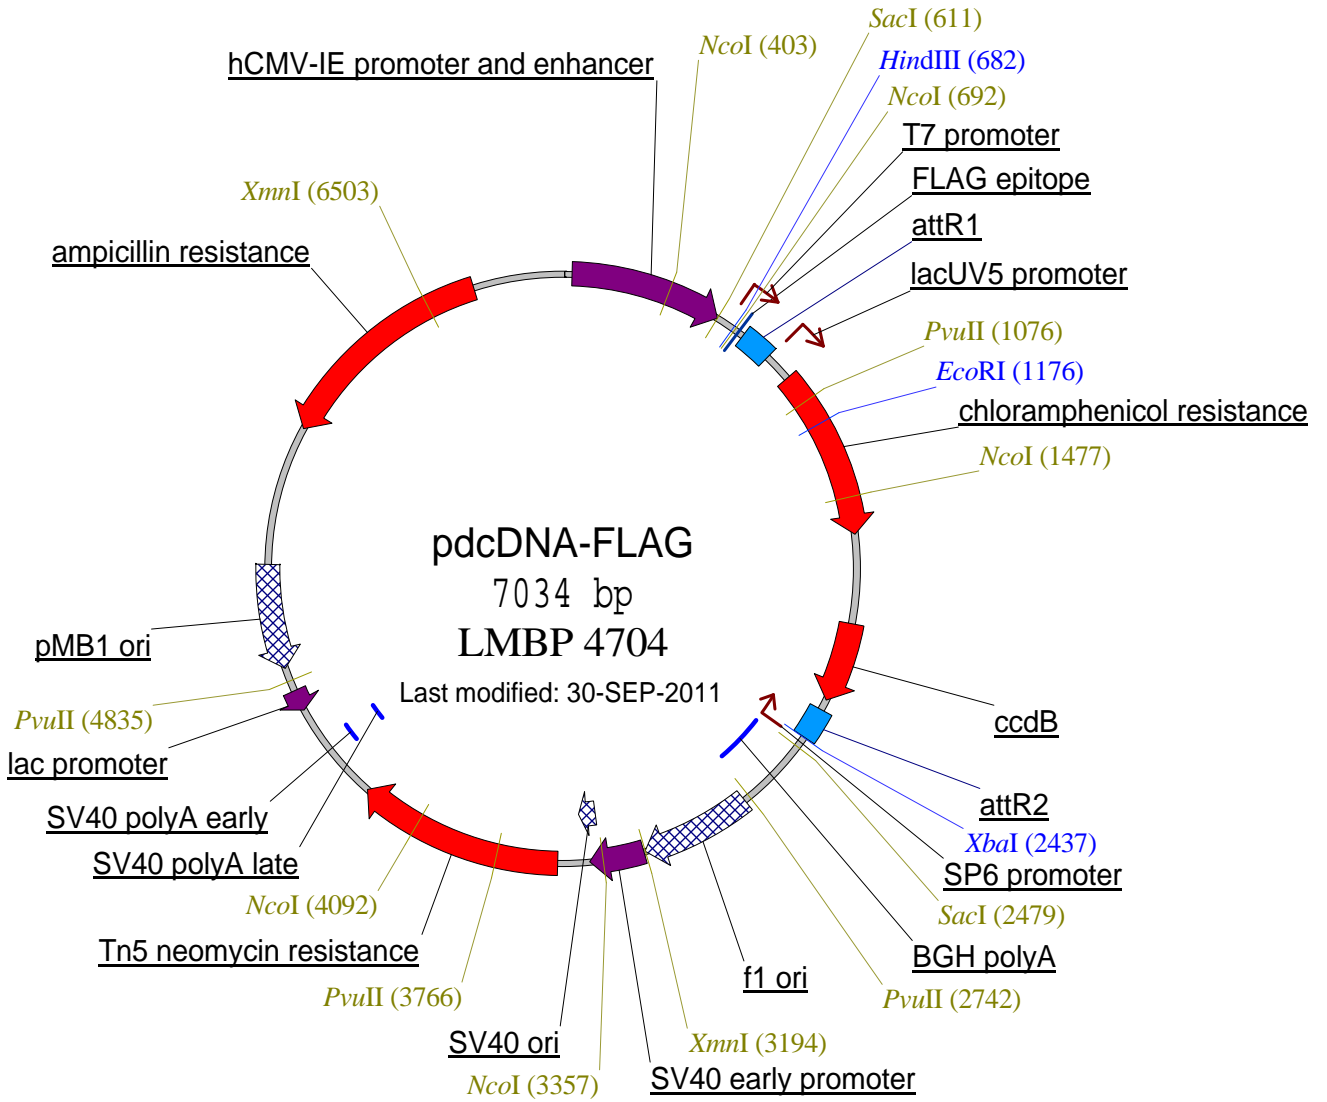 SacI (611)
NcoI (403)
hCMV-IE promoter and enhancer
HindIII (682)
NcoI (692)
T7 promoter
FLAG epitope
XmnI (6503)
attR1
ampicillin resistance
lacUV5 promoter
PvuII (1076)
EcoRI (1176)
chloramphenicol resistance
NcoI (1477)
pdcDNA-FLAG
7034 bp
LMBP 4704
Last modified: 30-SEP-2011
pMB1 ori
PvuII (4835)
ccdB
lac promoter
attR2
SV40 polyA early
XbaI (2437)
SV40 polyA late
SP6 promoter
NcoI (4092)
SacI (2479)
Tn5 neomycin resistance
BGH polyA
f1 ori
PvuII (3766)
PvuII (2742)
SV40 ori
XmnI (3194)
NcoI (3357)
SV40 early promoter